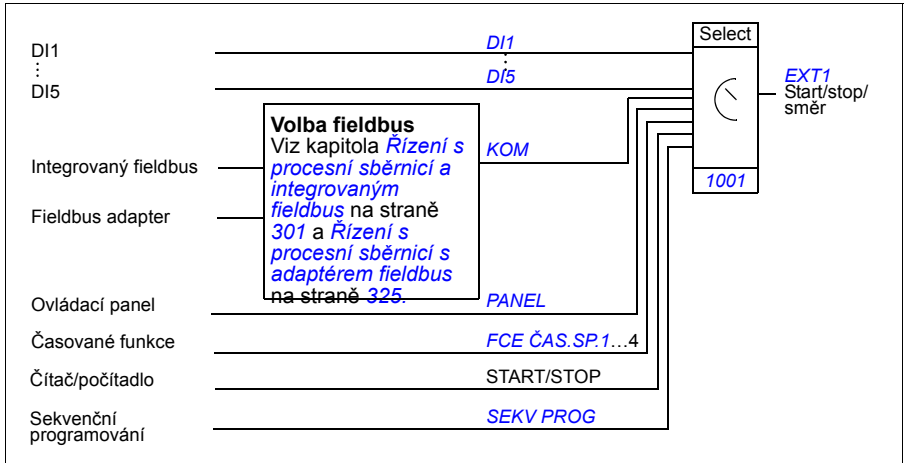 DI1
⋮
DI5
Integrovaný fieldbus
Fieldbus adapter
Ovládací panel
Časované funkce
Čítač/počítadlo
Sekvenční
programování
Volba fieldbus
Viz kapitola Řízení s
procesní sběrnicí a
integrovaným
fieldbus na straně
301 a Řízení s
procesní sběrnicí s
adaptérem fieldbus
na straně 325.
DI1
⋮
DI5
KOM
PANEL
FCE ČAS.SP.1…4
START/STOP
SEKV PROG
Select
1001
EXT1
Start/stop/
směr